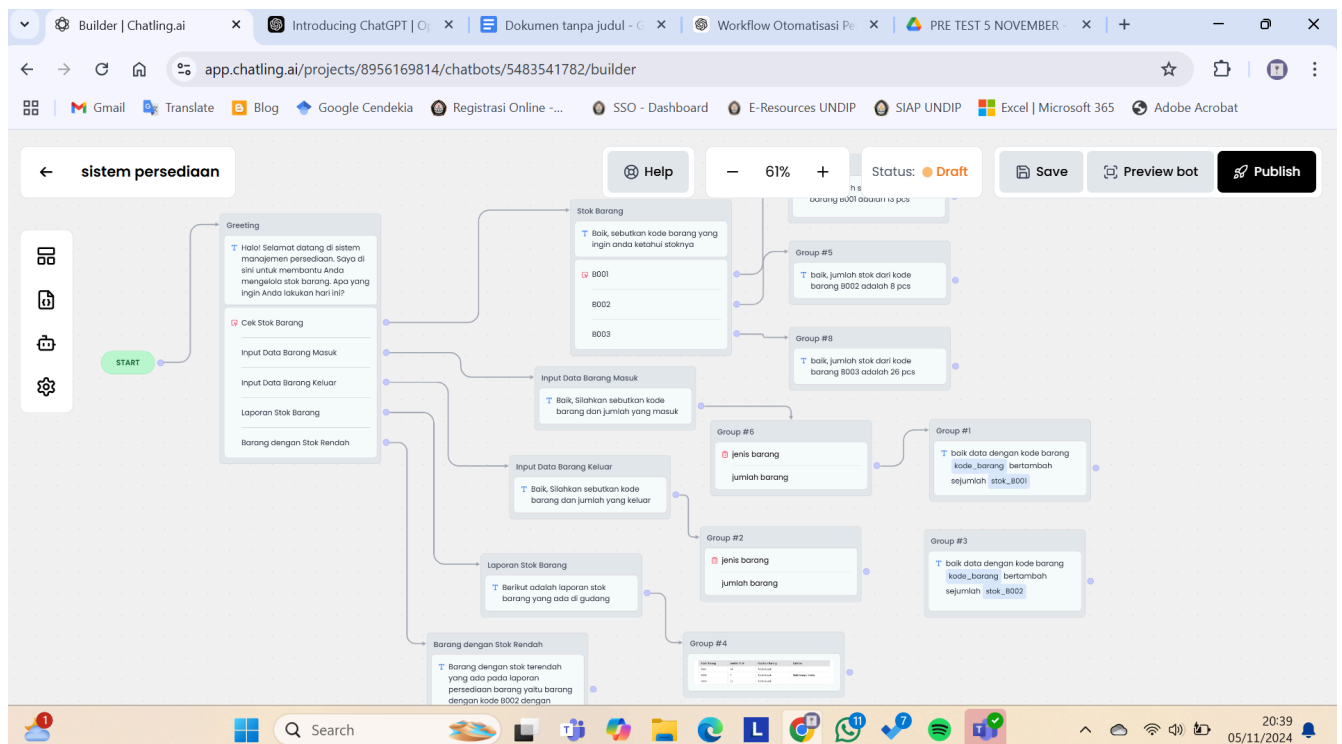 Builder | Chatling.ai
Introducing ChatGPT | Op
Dokumen tanpa judul - G
Workflow Otomatisasi Pe
PRE TEST 5 NOVEMBER -
app.chatling.ai/projects/8956169814/chatbots/5483541782/builder
Gmail
Translate
Blog
Google Cendekia
Registrasi Online -...
SSO - Dashboard
E-Resources UNDIP
SIAP UNDIP
Excel | Microsoft 365
Adobe Acrobat
sistem persediaan
Help
61%
Status: Draft
Save
Preview bot
Publish
START
Greeting
Halo! Selamat datang di sistem
manajemen persediaan. Saya di
sini untuk membantu Anda
mengelola stok barang. Apa yang
ingin Anda lakukan hari ini?
Cek Stok Barang
Input Data Barang Masuk
Input Data Barang Keluar
Laporan Stok Barang
Barang dengan Stok Rendah
Stok Barang
Baik, sebutkan kode barang yang
ingin anda ketahui stoknya
B001
B002
B003
barang B001 adalah 13 pcs
Group #5
baik, jumlah stok dari kode
barang B002 adalah 8 pcs
Group #8
baik, jumlah stok dari kode
barang B003 adalah 26 pcs
Input Data Barang Masuk
Baik, Silahkan sebutkan kode
barang dan jumlah yang masuk
Group #6
jenis barang
jumlah barang
Group #1
baik data dengan kode barang
kode_barang bertambah
sejumlah stok_B001
Input Data Barang Keluar
Baik, Silahkan sebutkan kode
barang dan jumlah yang keluar
Group #2
jenis barang
jumlah barang
Group #3
baik data dengan kode barang
kode_barang bertambah
sejumlah stok_B002
Laporan Stok Barang
Berikut adalah laporan stok
barang yang ada di gudang
Group #4
Barang dengan Stok Rendah
Barang dengan stok terendah
yang ada pada laporan
persediaan barang yaitu barang
dengan kode B002 dengan
1
Search
L
9
7
20:39
05/11/2024